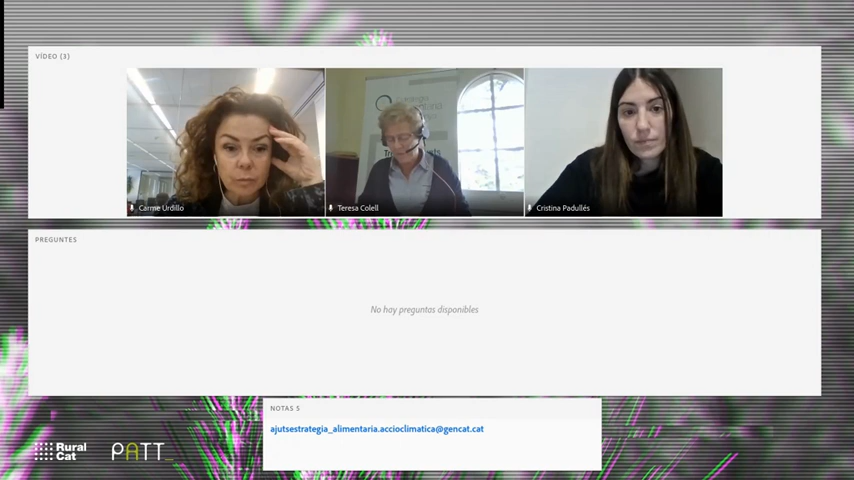 VÍDEO (3)
Carme Urdillo
Teresa Colell
Cristina Padullés
PREGUNTES
No hay preguntas disponibles
NOTAS 5
ajutsestrategia_alimentaria.accioclimatica@gencat.cat
Rural
Cat
PATT_